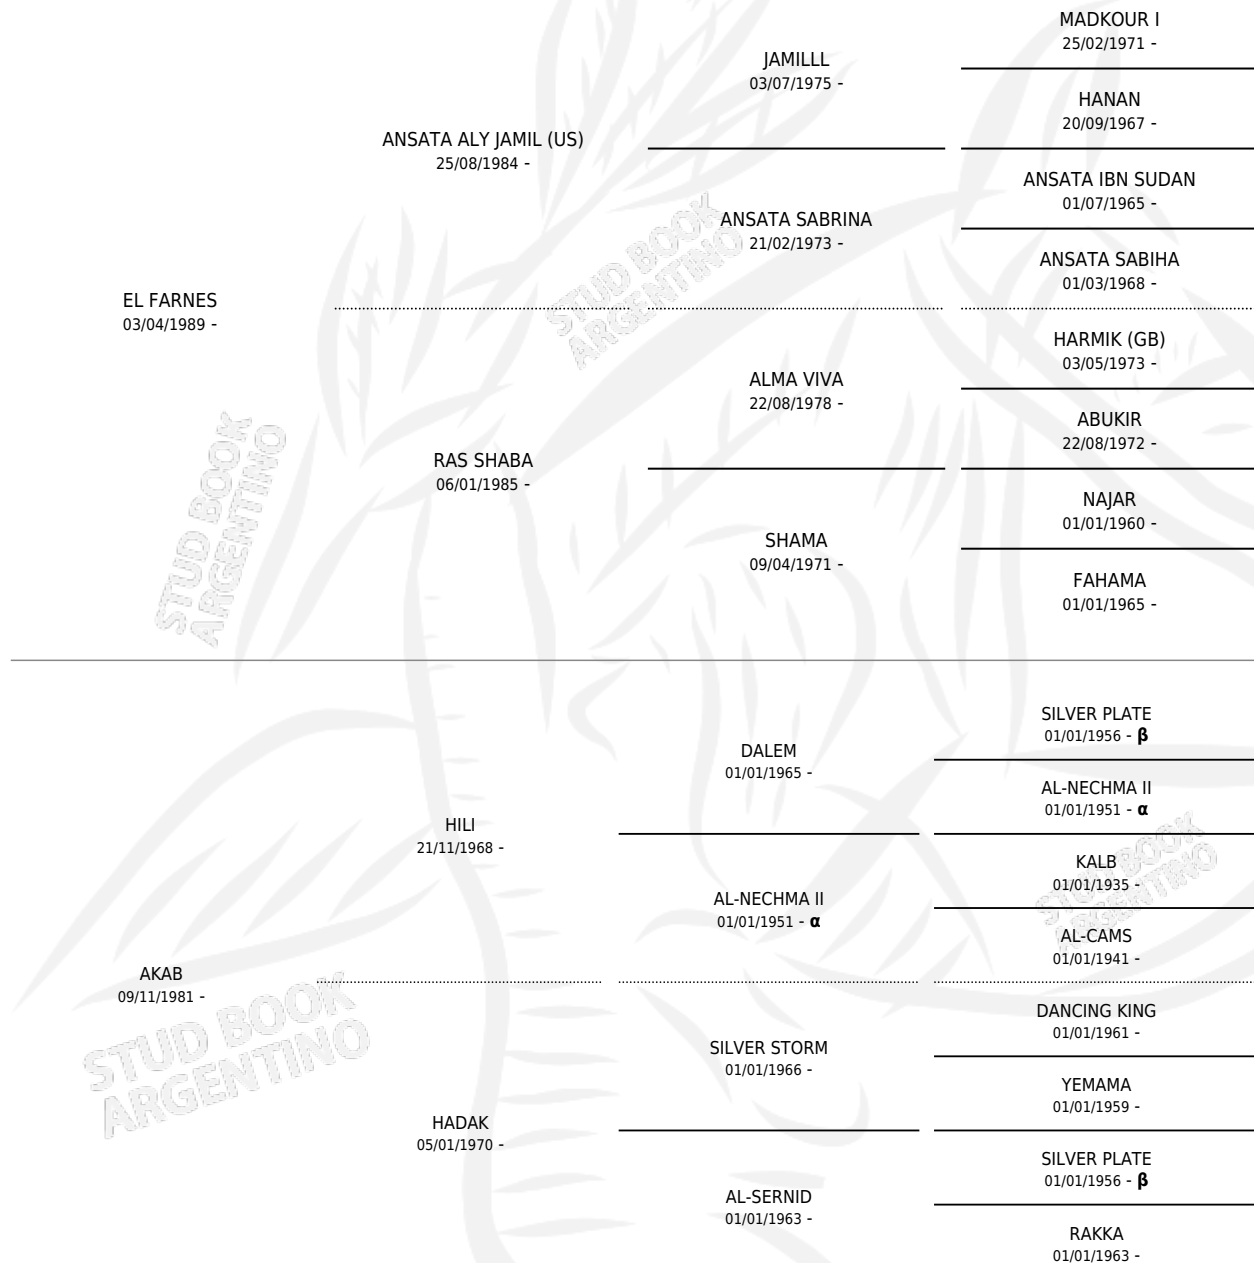 MADKOUR I
25/02/1971 -
JAMILLL
03/07/1975 -
HANAN
20/09/1967 -
ANSATA ALY JAMIL (US)
25/08/1984 -
ANSATA IBN SUDAN
01/07/1965 -
ANSATA SABRINA
21/02/1973 -
ANSATA SABIHA
01/03/1968 -
EL FARNES
03/04/1989 -
HARMIK (GB)
03/05/1973 -
ALMA VIVA
22/08/1978 -
ABUKIR
22/08/1972 -
RAS SHABA
06/01/1985 -
NAJAR
01/01/1960 -
SHAMA
09/04/1971 -
FAHAMA
01/01/1965 -
STUD BOOK
ARGENTINO
STUD BOOK
ARGENTINO
SILVER PLATE
01/01/1956 - β
DALEM
01/01/1965 -
AL-NECHMA II
01/01/1951 - α
HILI
21/11/1968 -
KALB
01/01/1935 -
AL-NECHMA II
01/01/1951 - α
AL-CAMS
01/01/1941 -
AKAB
09/11/1981 -
DANCING KING
01/01/1961 -
SILVER STORM
01/01/1966 -
YEMAMA
01/01/1959 -
HADAK
05/01/1970 -
SILVER PLATE
01/01/1956 - β
AL-SERNID
01/01/1963 -
RAKKA
01/01/1963 -
STUD BOOK
ARGENTINO
STUD BOOK
ARGENTINO